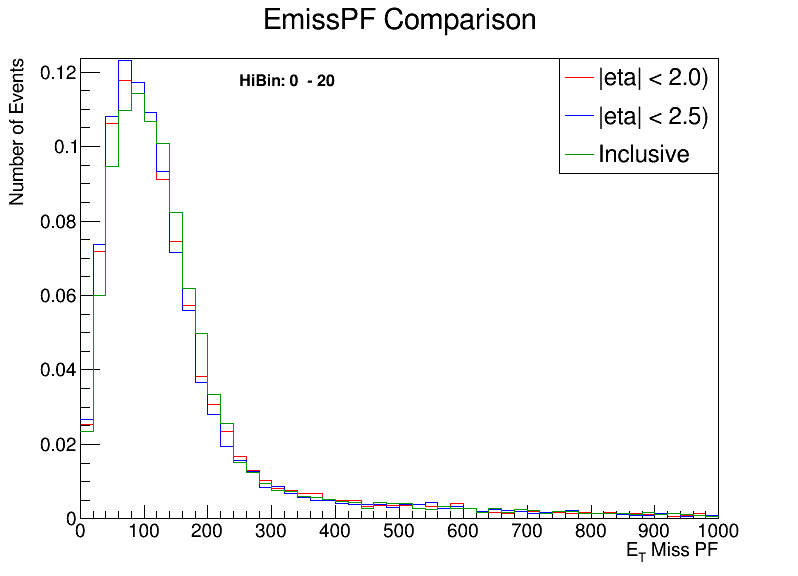 EmissPF Comparison
Number of Events
HiBin: 0 - 20
|eta| < 2.0)
|eta| < 2.5)
Inclusive
0.12
0.1
0.08
0.06
0.04
0.02
0
0 100 200 300 400 500 600 700 800 900 1000
E_T Miss PF